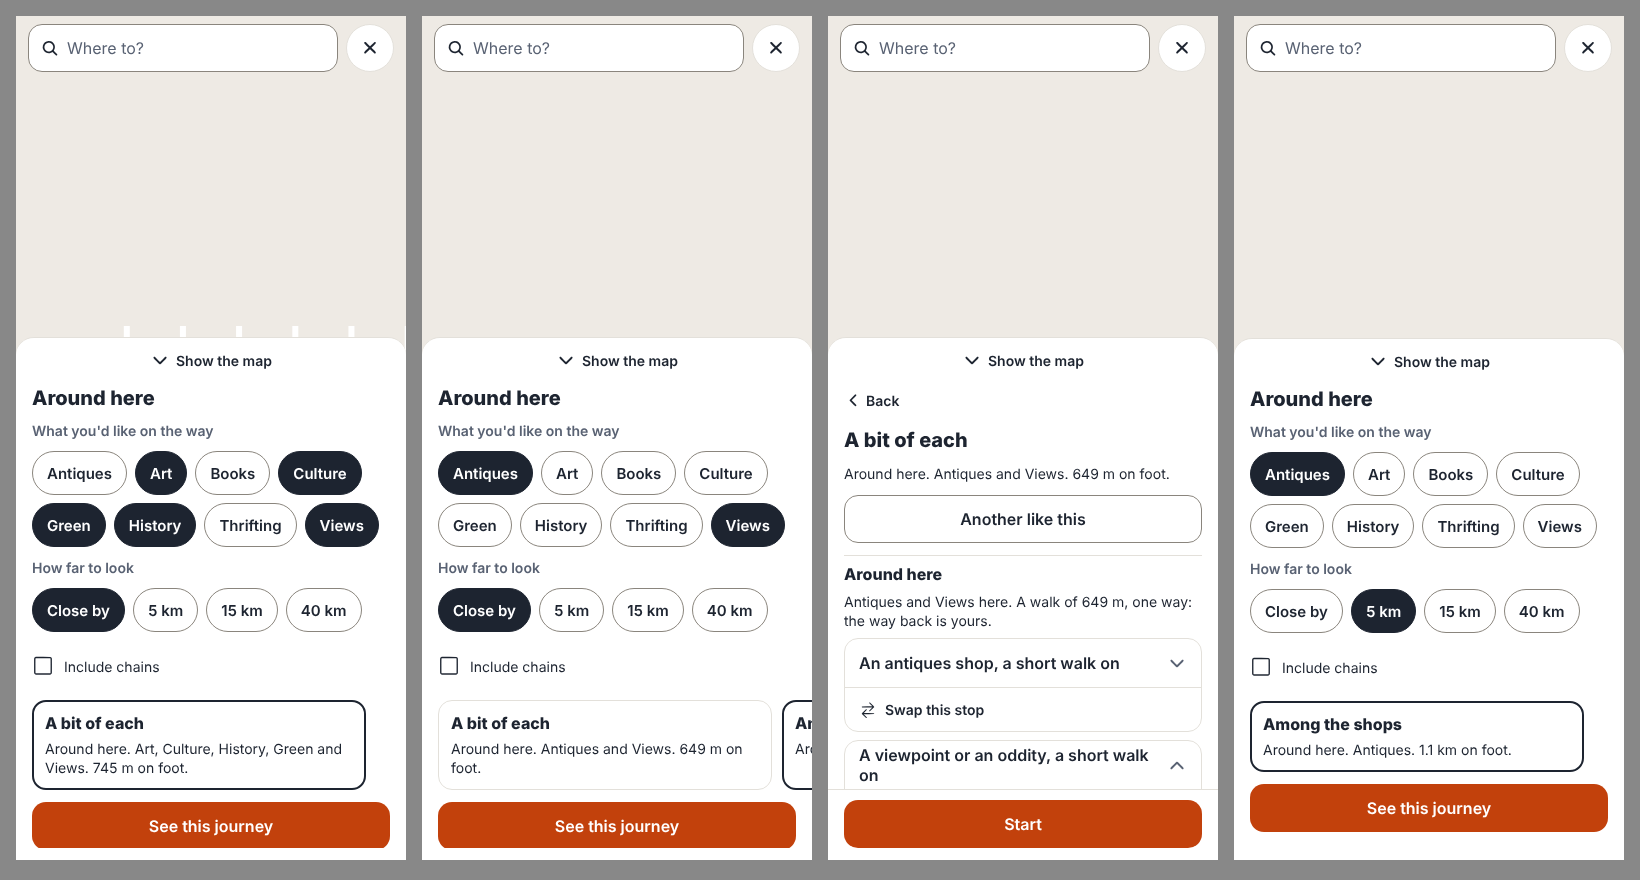 Where to?
Show the map
Around here
What you'd like on the way
Antiques Art Books Culture
Green History Thrifting Views
How far to look
Close by 5 km 15 km 40 km
Include chains
A bit of each
Around here. Art, Culture, History, Green and
Views. 745 m on foot.
See this journey
Where to?
Show the map
Around here
What you'd like on the way
Antiques Art Books Culture
Green History Thrifting Views
How far to look
Close by 5 km 15 km 40 km
Include chains
A bit of each
Around here. Antiques and Views. 649 m on
foot.
See this journey
Where to?
Show the map
Back
A bit of each
Around here. Antiques and Views. 649 m on foot.
Another like this
Around here
Antiques and Views here. A walk of 649 m, one way:
the way back is yours.
An antiques shop, a short walk on
Swap this stop
A viewpoint or an oddity, a short walk
on
Start
Where to?
Show the map
Around here
What you'd like on the way
Antiques Art Books Culture
Green History Thrifting Views
How far to look
Close by 5 km 15 km 40 km
Include chains
Among the shops
Around here. Antiques. 1.1 km on foot.
See this journey